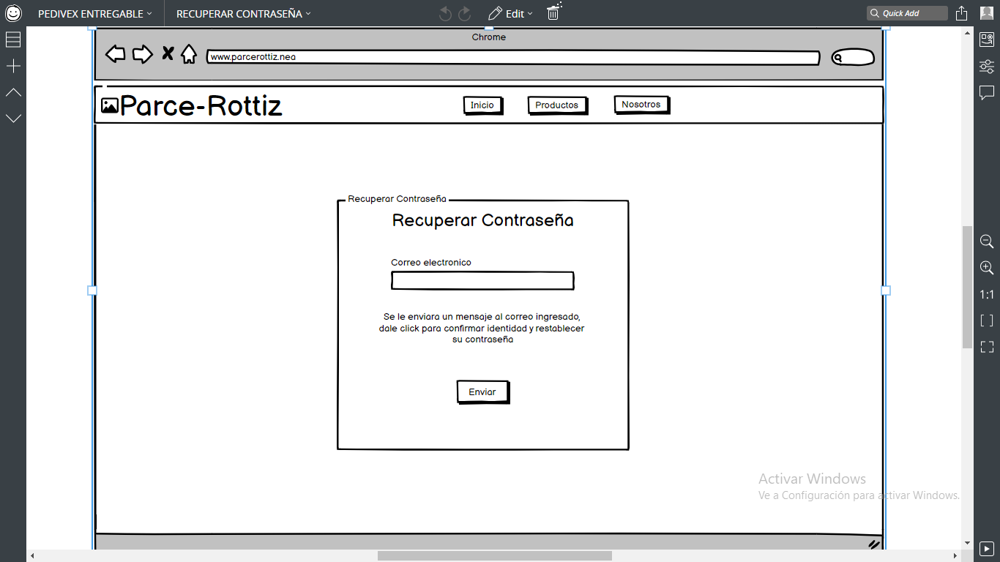 PEDIVEX ENTREGABLE
RECUPERAR CONTRASEÑA
Edit
Quick Add
Chrome
www.parcerottiz.nea
Parce-Rottiz
Inicio
Productos
Nosotros
Recuperar Contraseña
Recuperar Contraseña
Correo electronico
Se le enviara un mensaje al correo ingresado,
dale click para confirmar identidad y restablecer
su contraseña
Enviar
1:1
Activar Windows
Ve a Configuración para activar Windows.